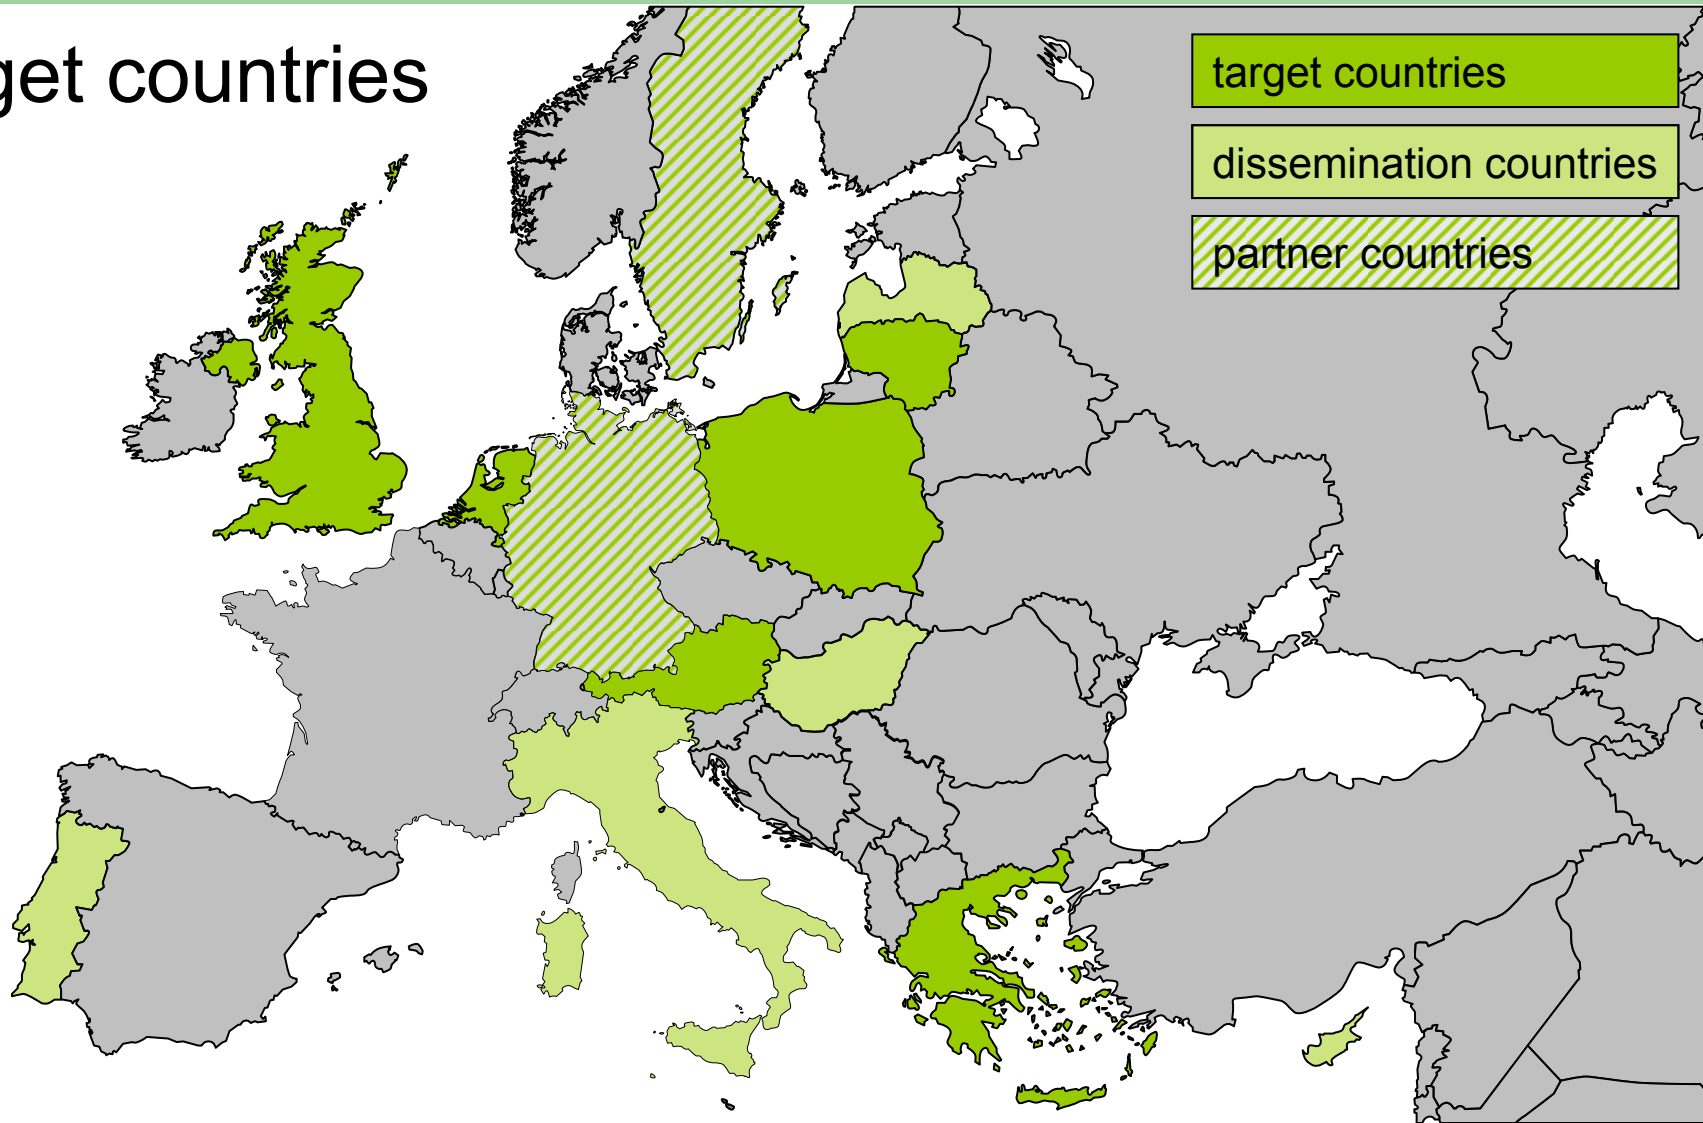 get countries
target countries
dissemination countries
partner countries